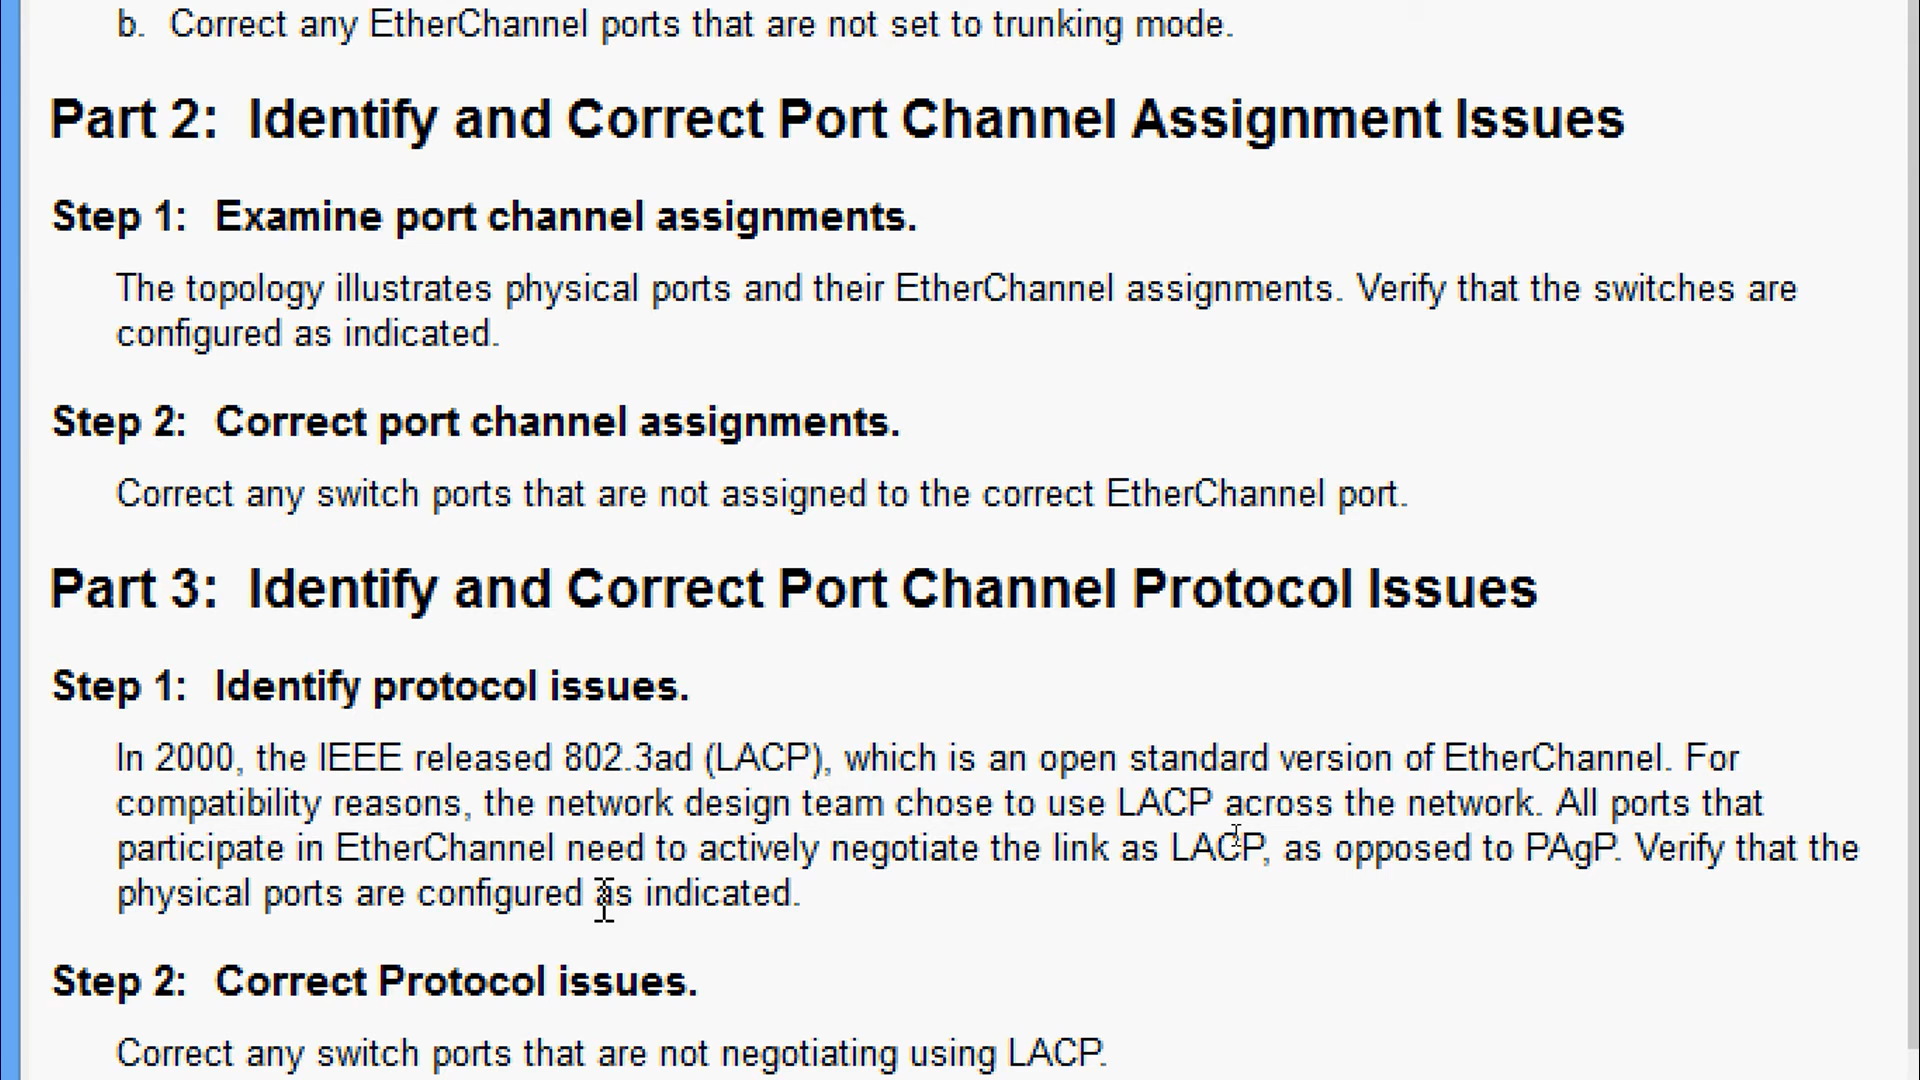 b. Correct any EtherChannel ports that are not set to trunking mode.
Part 2: Identify and Correct Port Channel Assignment Issues
Step 1: Examine port channel assignments.
The topology illustrates physical ports and their EtherChannel assignments. Verify that the switches are
configured as indicated.
Step 2: Correct port channel assignments.
Correct any switch ports that are not assigned to the correct EtherChannel port.
Part 3: Identify and Correct Port Channel Protocol Issues
Step 1: Identify protocol issues.
In 2000, the IEEE released 802.3ad (LACP), which is an open standard version of EtherChannel. For
compatibility reasons, the network design team chose to use LACP across the network. All ports that
participate in EtherChannel need to actively negotiate the link as LACP, as opposed to PAgP. Verify that the
physical ports are configured as indicated.
Step 2: Correct Protocol issues.
Correct any switch ports that are not negotiating using LACP.